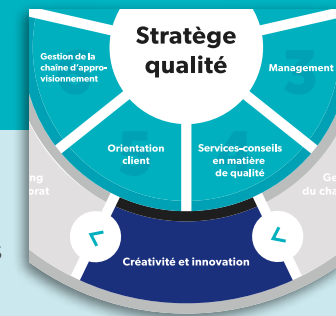 Stratège
qualité
Gestion de la
chaîne d'appro-
visionnement
Management
Orientation
client
Services-conseils
en matière
de qualité
Créativité et innovation